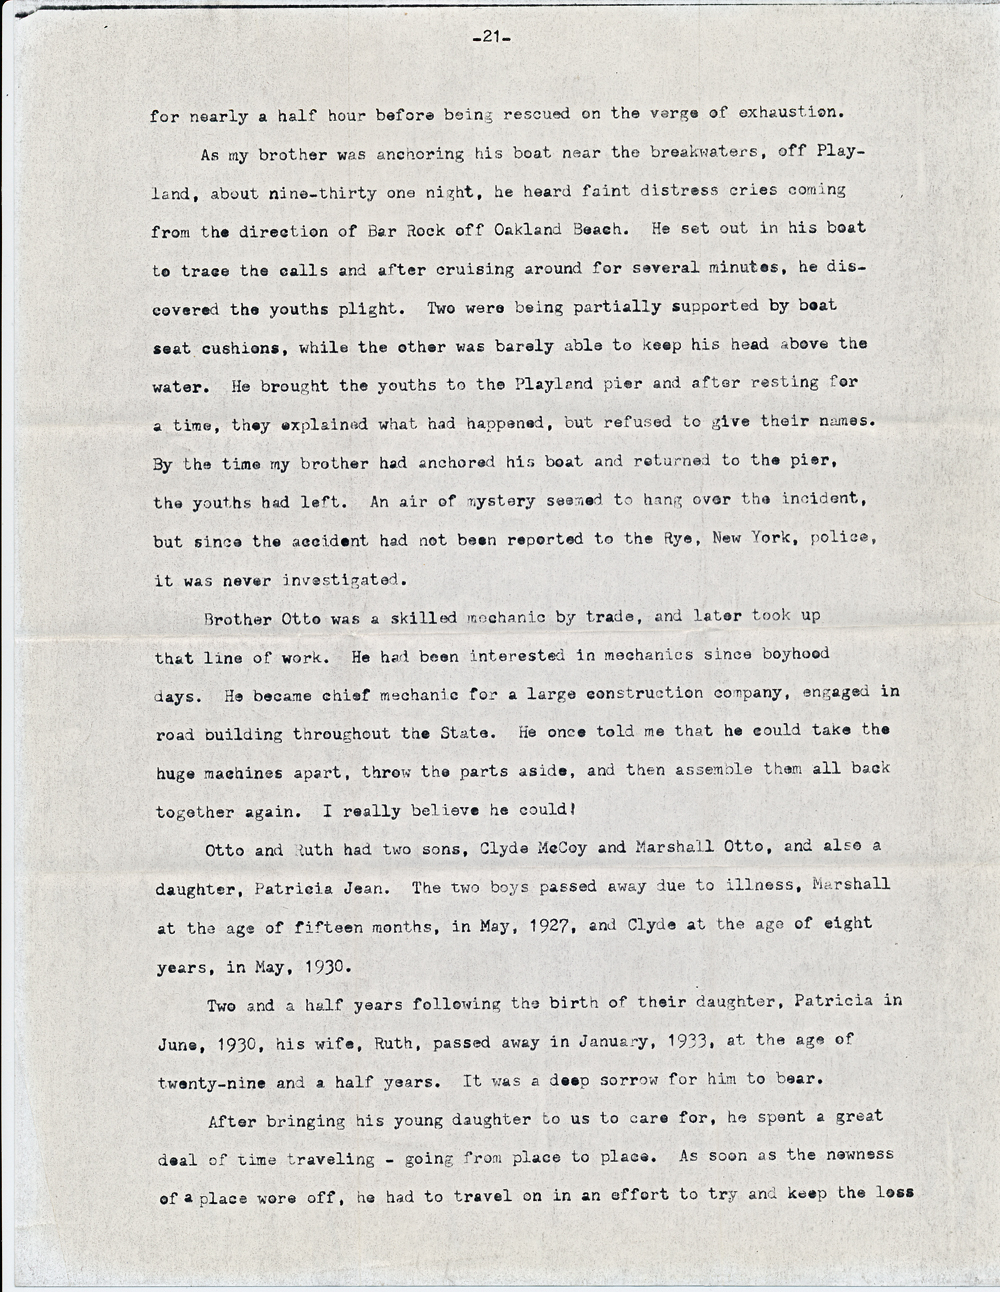 -21-
for nearly a half hour before being rescued on the verge of exhaustion.
As my brother was anchoring his boat near the breakwaters, off Play-
land, about nine-thirty one night, he heard faint distress cries coming
from the direction of Bar Rock off Oakland Beach. He set out in his boat
to trace the calls and after cruising around for several minutes, he dis-
covered the youths plight. Two were being partially supported by boat
seat cushions, while the other was barely able to keep his head above the
water. He brought the youths to the Playland pier and after resting for
a time, they explained what had happened, but refused to give their names.
By the time my brother had anchored his boat and returned to the pier,
the youths had left. An air of mystery seemed to hang over the incident,
but since the accident had not been reported to the Rye, New York, police,
it was never investigated.
Brother Otto was a skilled mechanic by trade, and later took up
that line of work. He had been interested in mechanics since boyhood
days. He became chief mechanic for a large construction company, engaged in
road building throughout the State. He once told me that he could take the
huge machines apart, throw the parts aside, and then assemble them all back
together again. I really believe he could!
Otto and Ruth had two sons, Clyde McCoy and Marshall Otto, and also a
daughter, Patricia Jean. The two boys passed away due to illness, Marshall
at the age of fifteen months, in May, 1927, and Clyde at the age of eight
years, in May, 1930.
Two and a half years following the birth of their daughter, Patricia in
June, 1930, his wife, Ruth, passed away in January, 1933, at the age of
twenty-nine and a half years. It was a deep sorrow for him to bear.
After bringing his young daughter to us to care for, he spent a great
deal of time traveling - going from place to place. As soon as the newness
of a place wore off, he had to travel on in an effort to try and keep the loss